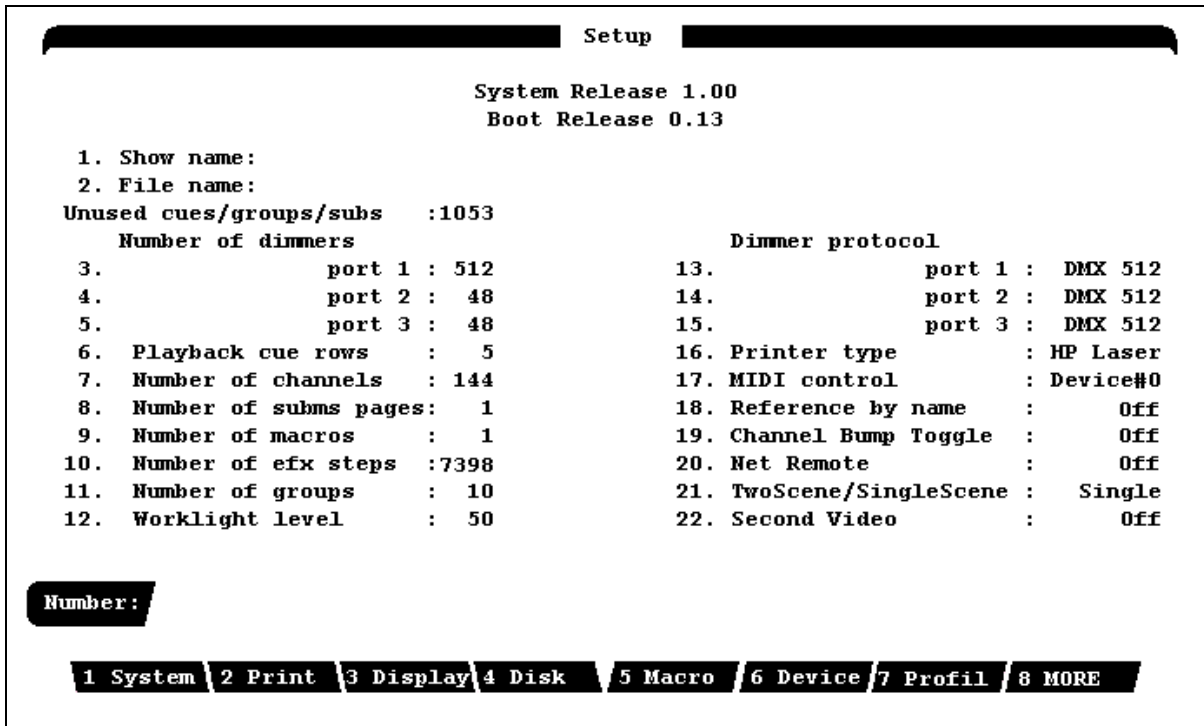 Setup
System Release 1.00
Boot Release 0.13
1. Show name:
2. File name:
Unused cues/groups/subs :1053
Number of dimmers Dimmer protocol
3. port 1 : 512 13. port 1 : DMX 512
4. port 2 : 48 14. port 2 : DMX 512
5. port 3 : 48 15. port 3 : DMX 512
6. Playback cue rows : 5 16. Printer type : HP Laser
7. Number of channels : 144 17. MIDI control : Device#0
8. Number of subms pages: 1 18. Reference by name : Off
9. Number of macros : 1 19. Channel Bump Toggle : Off
10. Number of efx steps :7398 20. Net Remote : Off
11. Number of groups : 10 21. TwoScene/SingleScene : Single
12. Worklight level : 50 22. Second Video : Off
Number:
1 System 2 Print 3 Display 4 Disk 5 Macro 6 Device 7 Profil 8 MORE